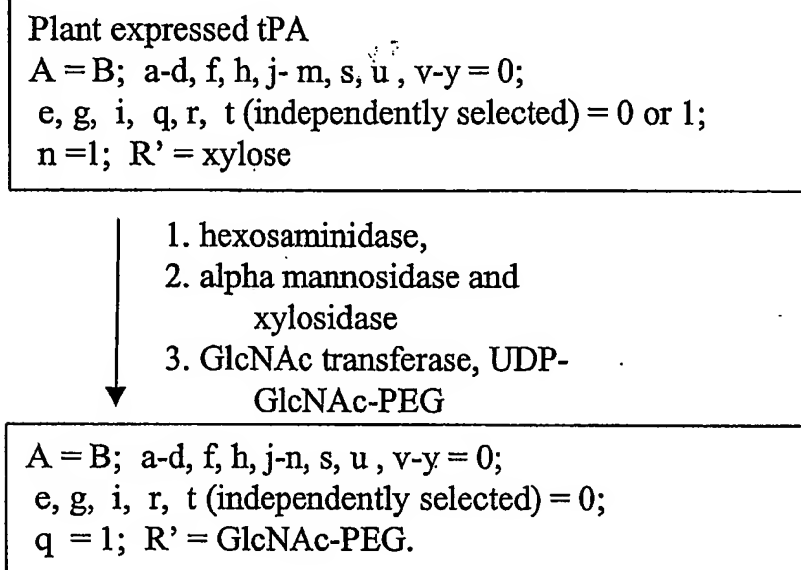 Plant expressed tPA
A = B; a-d, f, h, j- m, s, u , v-y = 0;
e, g, i, q, r, t (independently selected) = 0 or 1;
n =1; R' = xylose
1. hexosaminidase,
2. alpha mannosidase and
xylosidase
3. GlcNAc transferase, UDP-
GlcNAc-PEG
A = B; a-d, f, h, j-n, s, u , v-y = 0;
e, g, i, r, t (independently selected) = 0;
q = 1; R' = GlcNAc-PEG.